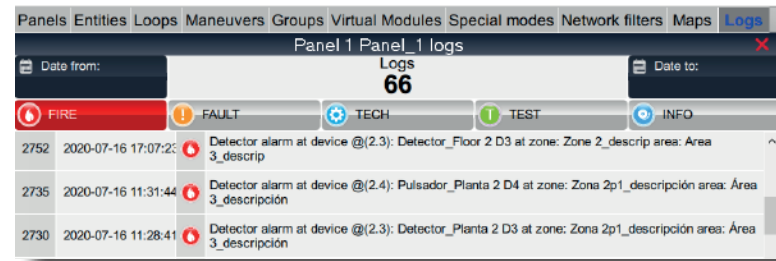 Panels Entities Loops Maneuvers Groups Virtual Modules Special modes Network filters Maps Logs
Panel 1 Panel_1 logs
Date from:
Logs
66
Date to:
FIRE FAULT TECH TEST INFO
2752 2020-07-16 17:07:23 Detector alarm at device @(2.3): Detector_Floor 2 D3 at zone: Zone 2_descrip area: Area
3_descrip
2735 2020-07-16 11:31:44 Detector alarm at device @(2.4): Pulsador_Planta 2 D4 at zone: Zona 2p1_descripción area: Área
3_descripción
2730 2020-07-16 11:28:41 Detector alarm at device @(2.3): Detector_Planta 2 D3 at zone: Zona 2p1_descripción area: Área
3_descripción